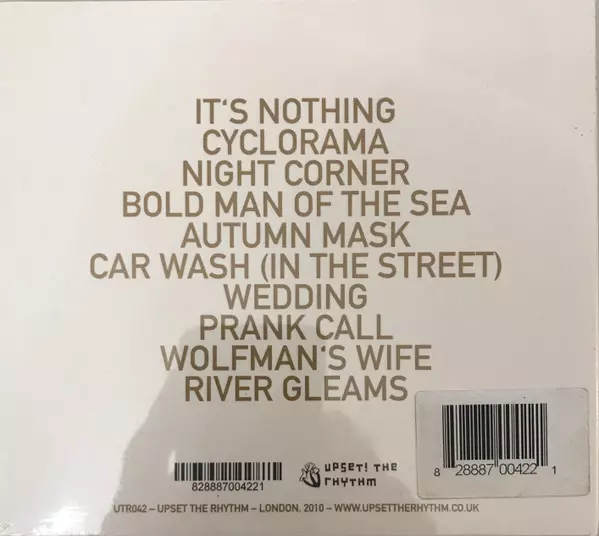 IT'S NOTHING
CYCLORAMA
NIGHT CORNER
BOLD MAN OF THE SEA
AUTUMN MASK
CAR WASH (IN THE STREET)
WEDDING
PRANK CALL
WOLFMAN'S WIFE
RIVER GLEAMS
828887004221
UPSET! THE
RHYTHM
8 28887 00422 1
UTR042 – UPSET THE RHYTHM – LONDON, 2010 – WWW.UPSETTHERHYTHM.CO.UK